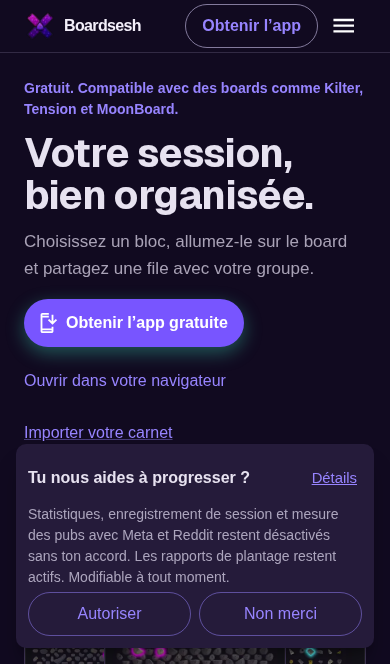 Boardsesh
Obtenir l’app
Gratuit. Compatible avec des boards comme Kilter,
Tension et MoonBoard.
Votre session,
bien organisée.
Choisissez un bloc, allumez-le sur le board
et partagez une file avec votre groupe.
Obtenir l’app gratuite
Ouvrir dans votre navigateur
Importer votre carnet
Tu nous aides à progresser ?
Détails
Statistiques, enregistrement de session et mesure
des pubs avec Meta et Reddit restent désactivés
sans ton accord. Les rapports de plantage restent
actifs. Modifiable à tout moment.
Autoriser
Non merci